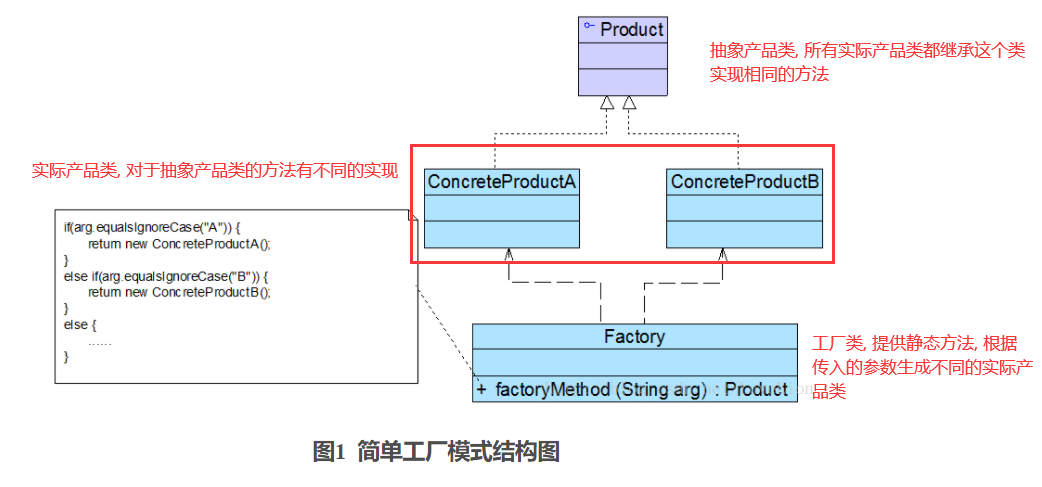 Product
抽象产品类, 所有实际产品类都继承这个类
实现相同的方法
实际产品类, 对于抽象产品类的方法有不同的实现
ConcreteProductA
ConcreteProductB
if(arg.equalsIgnoreCase("A")) {
return new ConcreteProductA();
}
else if(arg.equalsIgnoreCase("B")) {
return new ConcreteProductB();
}
else {
......
}
Factory
+ factoryMethod (String arg) : Product
工厂类, 提供静态方法, 根据
传入的参数生成不同的实际产
品类
图1 简单工厂模式结构图